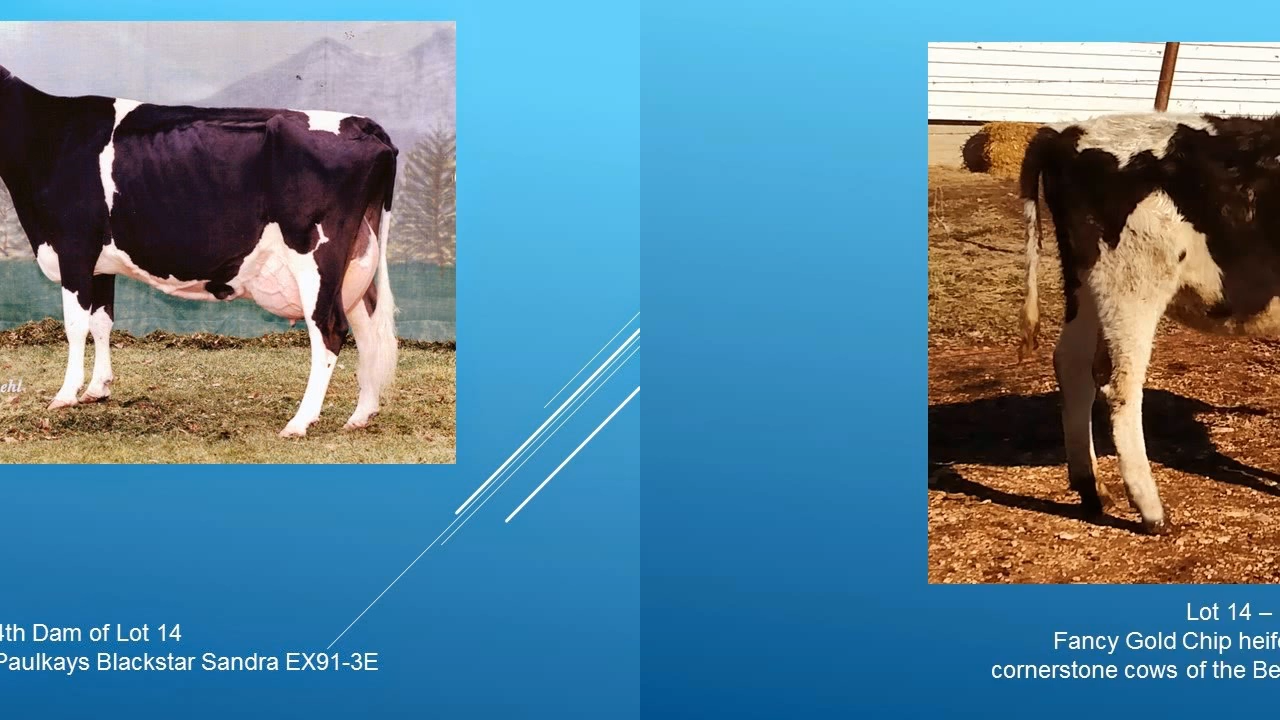 4th Dam of Lot 14
Paulkays Blackstar Sandra EX91-3E
Lot 14 –
Fancy Gold Chip heife
cornerstone cows of the Be